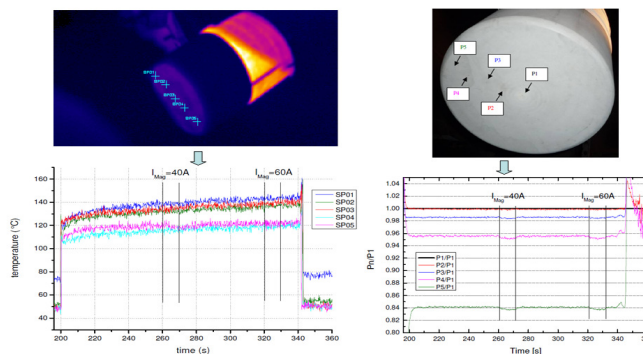 SP01
SP02
SP03
SP04
SP05
P5
P3
P1
P4
P2
I Mag=40A
I Mag=60A
160
140
120
100
80
60
40
SP01
SP02
SP03
SP04
SP05
temperature (°C)
200
220
240
260
280
300
320
340
360
time (s)
I Mag=40A
I Mag=60A
1.04
1.02
1.00
0.98
0.96
0.94
0.92
0.90
0.88
0.86
0.84
0.82
0.80
P1/P1
P2/P1
P3/P1
P4/P1
P5/P1
Pn/P1
200
220
240
260
280
300
320
340
Time [s]